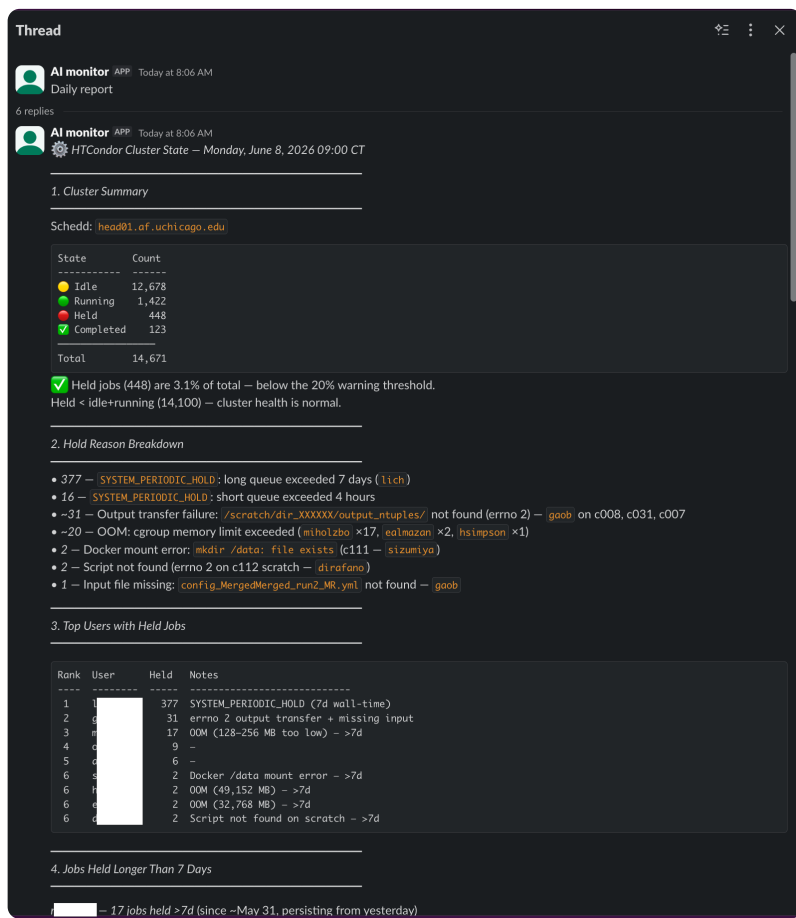 Thread
AI monitor APP Today at 8:06 AM
Daily report
6 replies
AI monitor APP Today at 8:06 AM
HTCondor Cluster State — Monday, June 8, 2026 09:00 CT
1. Cluster Summary
Schedd: head01.af.uchicago.edu
State Count
----------- ------
Idle 12,678
Running 1,422
Held 448
Completed 123
Total 14,671
Held jobs (448) are 3.1% of total — below the 20% warning threshold.
Held < idle+running (14,100) — cluster health is normal.
2. Hold Reason Breakdown
• 377 — SYSTEM_PERIODIC_HOLD: long queue exceeded 7 days (lich)
• 16 — SYSTEM_PERIODIC_HOLD: short queue exceeded 4 hours
• ~31 — Output transfer failure: /scratch/dir_XXXXXX/output_ntuples/ not found (errno 2) — gaob on c008, c031, c007
• ~20 — OOM: cgroup memory limit exceeded (miholzbo ×17, ealmazan ×2, hsimpson ×1)
• 2 — Docker mount error: mkdir /data: file exists (c111 — sizumiya)
• 2 — Script not found (errno 2 on c112 scratch — dirafano)
• 1 — Input file missing: config_MergedMerged_run2_MR.yml not found — gaob
3. Top Users with Held Jobs
Rank User Held Notes
---- -------- ----- ----------------------------
1 377 SYSTEM_PERIODIC_HOLD (7d wall-time)
2 31 errno 2 output transfer + missing input
3 17 OOM (128–256 MB too low) — >7d
4 9 —
5 6 —
6 2 Docker /data mount error — >7d
6 2 OOM (49,152 MB) — >7d
6 2 OOM (32,768 MB) — >7d
6 2 Script not found on scratch — >7d
4. Jobs Held Longer Than 7 Days
— 17 jobs held >7d (since ~May 31, persisting from yesterday)